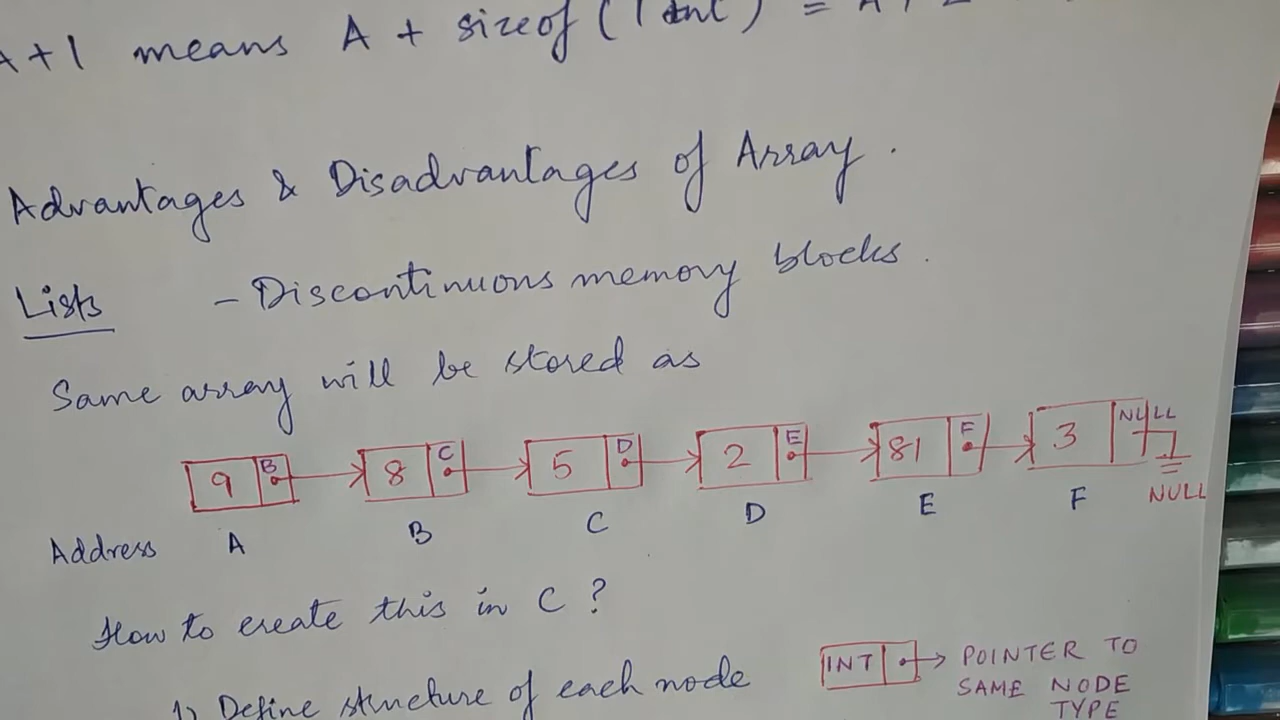 A+1 means A + sizeof (1 int) =
Advantages & Disadvantages of Array.
Lists - Discontinuous memory blocks.
Same array will be stored as
9 B 8 C 5 D 2 E 81 F 3 NULL
NULL
Address A B C D E F
How to create this in C ?
INT POINTER TO
SAME NODE
TYPE
1) Define structure of each node